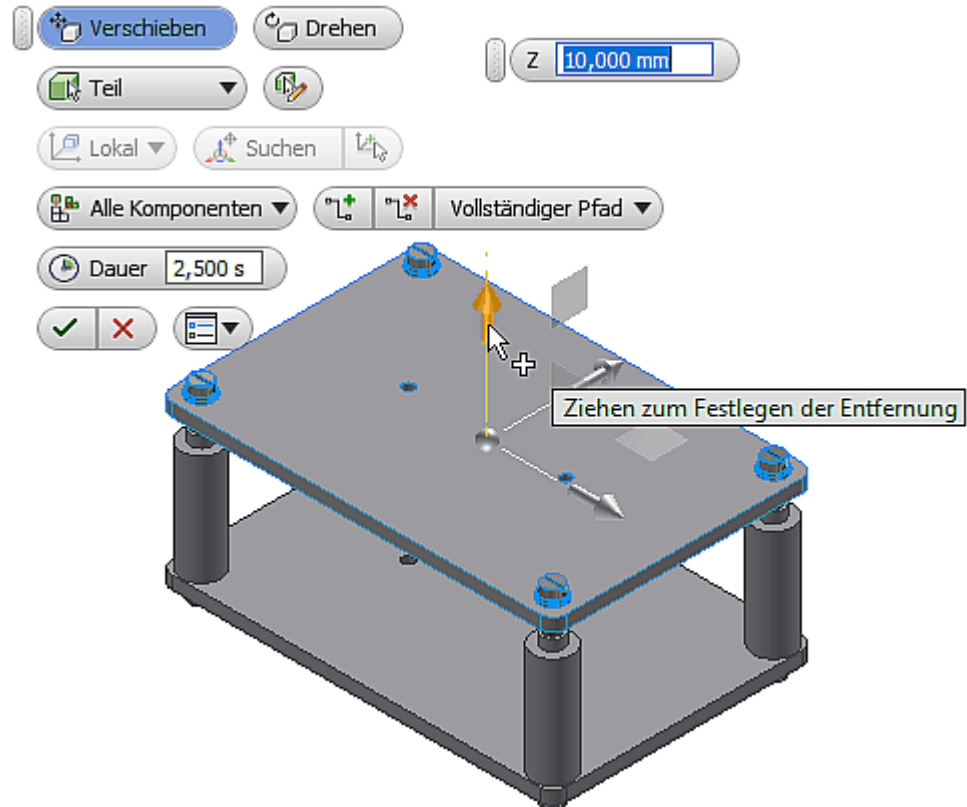 Verschieben Drehen
Z 10,000 mm
Teil
Lokal Suchen
Alle Komponenten Vollständiger Pfad
Dauer 2,500 s
Ziehen zum Festlegen der Entfernung